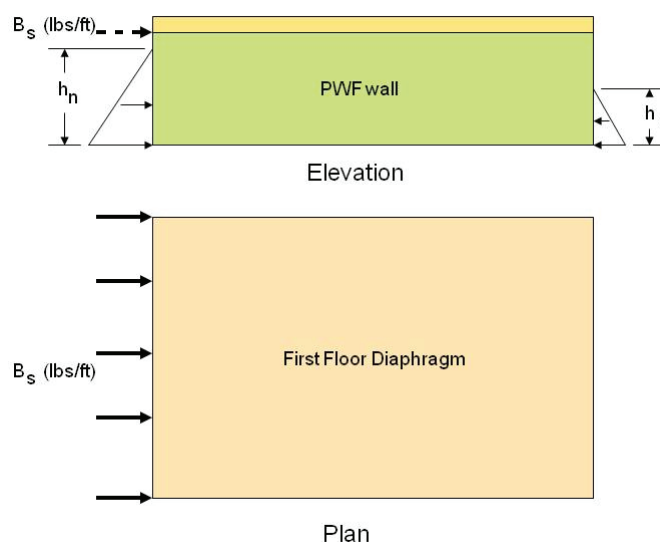 B_s (lbs/ft)
h_n
PWF wall
h
Elevation
B_s (lbs/ft)
First Floor Diaphragm
Plan